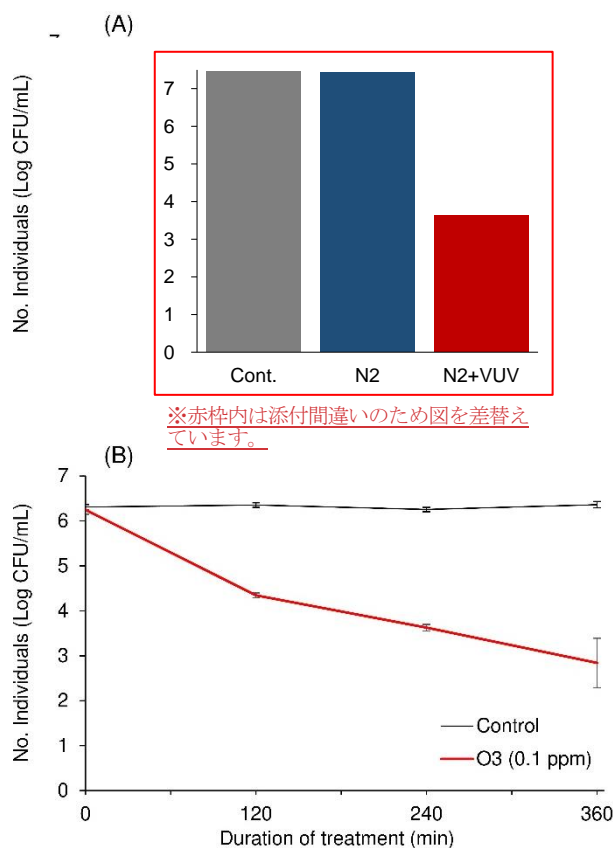 (A)
No. Individuals (Log CFU/mL)
7
6
5
4
3
2
1
0
Cont.
N2
N2+VUV
※赤枠内は添付間違いのため図を差替え
ています。
(B)
No. Individuals (Log CFU/mL)
7
6
5
4
3
2
1
0
Control
O3 (0.1 ppm)
0
120
240
360
Duration of treatment (min)